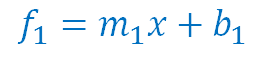 f₁ = m₁x + b₁